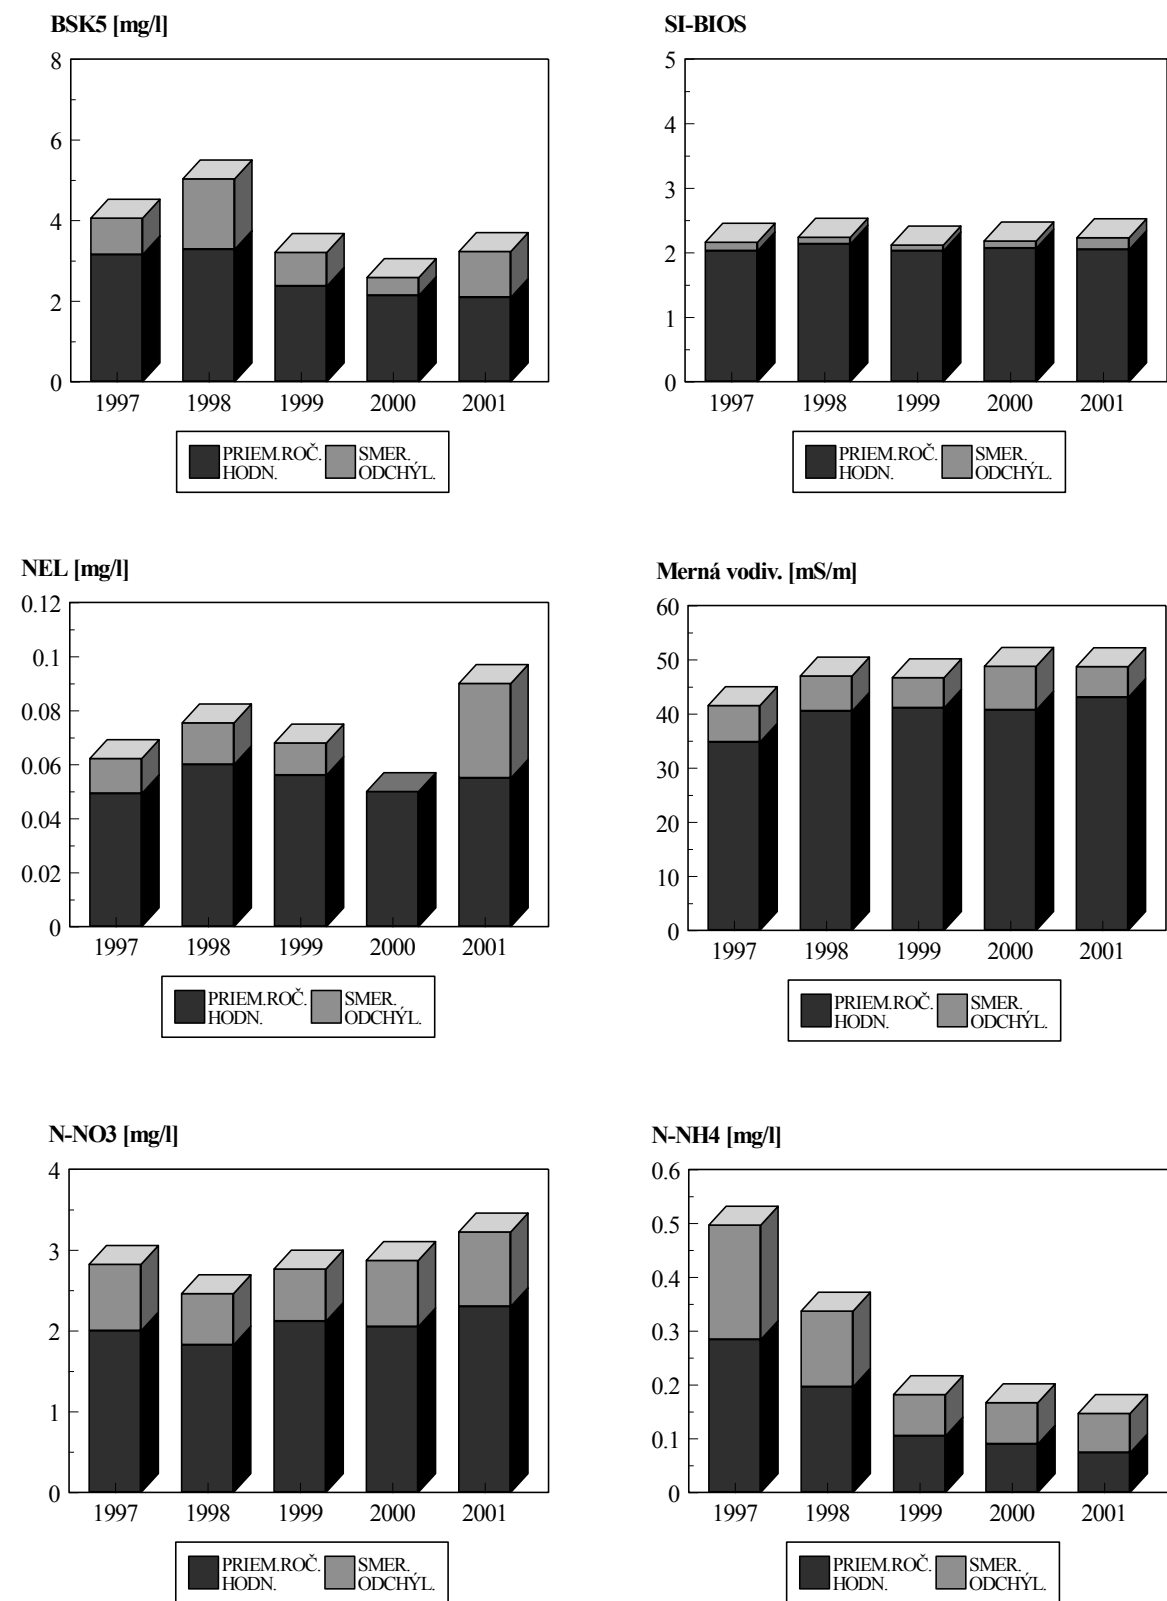 BSK5 [mg/l]
8
6
4
2
0
1997 1998 1999 2000 2001
PRIEM.ROČ. SMER.
HODN. ODCHÝL.
SI-BIOS
5
4
3
2
1
0
1997 1998 1999 2000 2001
PRIEM.ROČ. SMER.
HODN. ODCHÝL.
NEL [mg/l]
0.12
0.1
0.08
0.06
0.04
0.02
0
1997 1998 1999 2000 2001
PRIEM.ROČ. SMER.
HODN. ODCHÝL.
Merná vodiv. [mS/m]
60
50
40
30
20
10
0
1997 1998 1999 2000 2001
PRIEM.ROČ. SMER.
HODN. ODCHÝL.
N-NO3 [mg/l]
4
3
2
1
0
1997 1998 1999 2000 2001
PRIEM.ROČ. SMER.
HODN. ODCHÝL.
N-NH4 [mg/l]
0.6
0.5
0.4
0.3
0.2
0.1
0
1997 1998 1999 2000 2001
PRIEM.ROČ. SMER.
HODN. ODCHÝL.